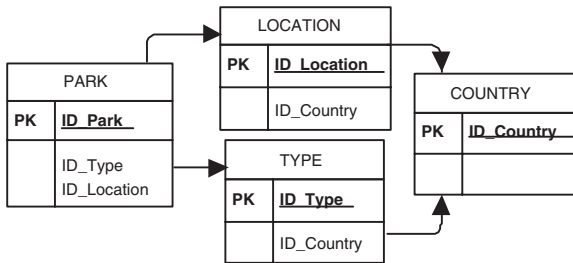 PARK
PK ID_Park
ID_Type
ID_Location
LOCATION
PK ID_Location
ID_Country
TYPE
PK ID_Type
ID_Country
COUNTRY
PK ID_Country